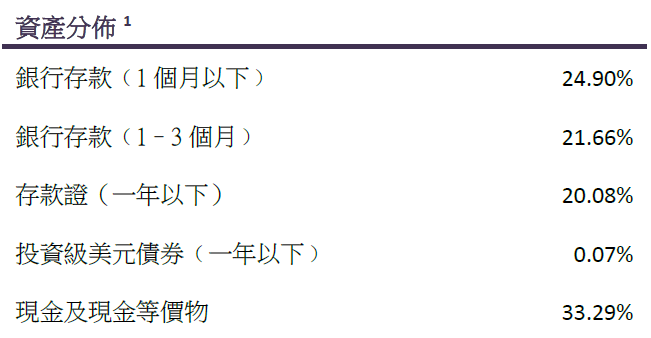 資產分佈 1
銀行存款（1 個月以下） 24.90%
銀行存款（1 - 3 個月） 21.66%
存款證（一年以下） 20.08%
投資級美元債券（一年以下） 0.07%
現金及現金等價物 33.29%